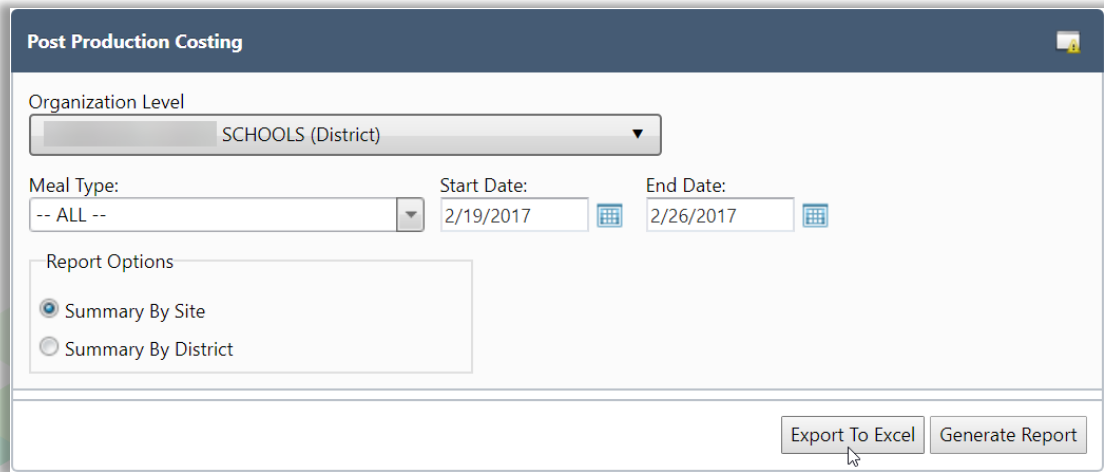 Post Production Costing
Organization Level
SCHOOLS (District)
Meal Type: Start Date: End Date:
-- ALL -- 2/19/2017 2/26/2017
Report Options
Summary By Site
Summary By District
Export To Excel Generate Report